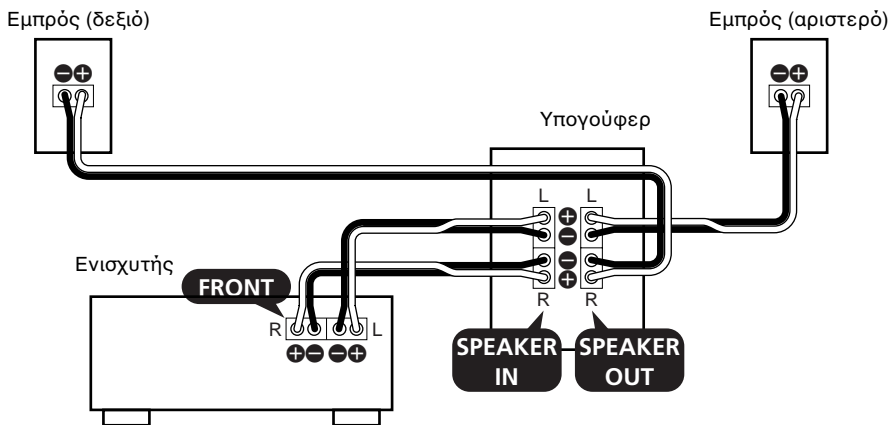 Εμπρός (δεξιό)
Εμπρός (αριστερό)
Υπογούφερ
L L
Ενισχυτής
FRONT
R L
R R
SPEAKER IN
SPEAKER OUT